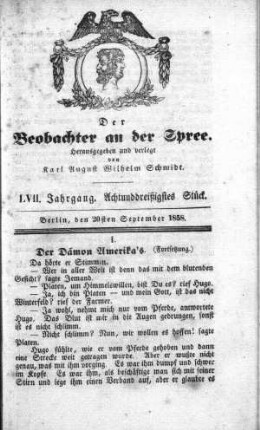 Der
Beobachter an der Spree.
Herausgegeben und verlegt
von
Karl August Wilhelm Schmidt.
LVII. Jahrgang. Achtunddreißigstes Stück.
Berlin, den 20sten September 1858.
1.
Der Dämon Amerika's (Fortsetzung.)
Da hörte er Stimmen.
— Wer in aller Welt ist denn das mit dem blutenden
Gesicht? sagte Jemand.
— Platen, um Himmelswillen, bist Du es? rief Hugo.
— Ja, ich bin Platen — und mein Gott, ist das nicht
Winterfeld? rief der Farmer.
— Ja wohl, nehmt mich nur vom Pferde, antwortete
Hugo. Das Blut ist mir in die Augen gedrungen, sonst
ist es nicht schlimm.
— Nicht schlimm? Nun, wir wollen es hoffen! sagte
Platen.
Hugo fühlte, wie er vom Pferde gehoben und dann
eine Strecke weit getragen wurde. Aber er wußte nicht
genau, was mit ihm vorging. Es war ihm dumpf und schwer
im Kopfe. Es war ihm, als beschäftige man sich mit seiner
Stirn und lege ihm einen Verband auf, aber er glaubte es